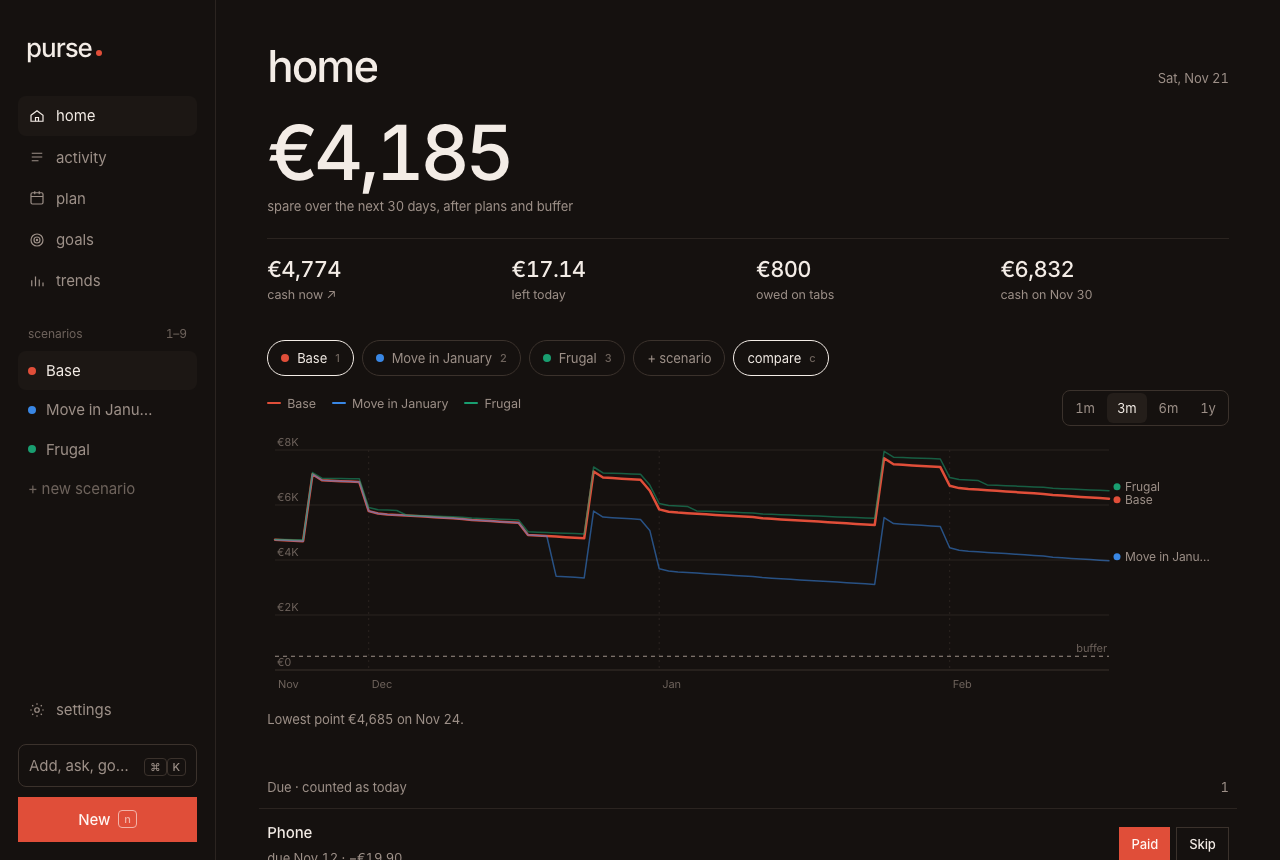 purse.
home
activity
plan
goals
trends
scenarios 1–9
Base
Move in Janu...
Frugal
+ new scenario
settings
Add, ask, go... ⌘ K
New n
home
Sat, Nov 21
€4,185
spare over the next 30 days, after plans and buffer
€4,774 €17.14 €800 €6,832
cash now ↗ left today owed on tabs cash on Nov 30
Base 1 Move in January 2 Frugal 3 + scenario compare c
Base Move in January Frugal
1m 3m 6m 1y
€8K
€6K
€4K
€2K
€0
Frugal
Base
Move in Janu...
buffer
Nov Dec Jan Feb
Lowest point €4,685 on Nov 24.
Due · counted as today 1
Phone
due Nov 12 · −€19.90
Paid Skip